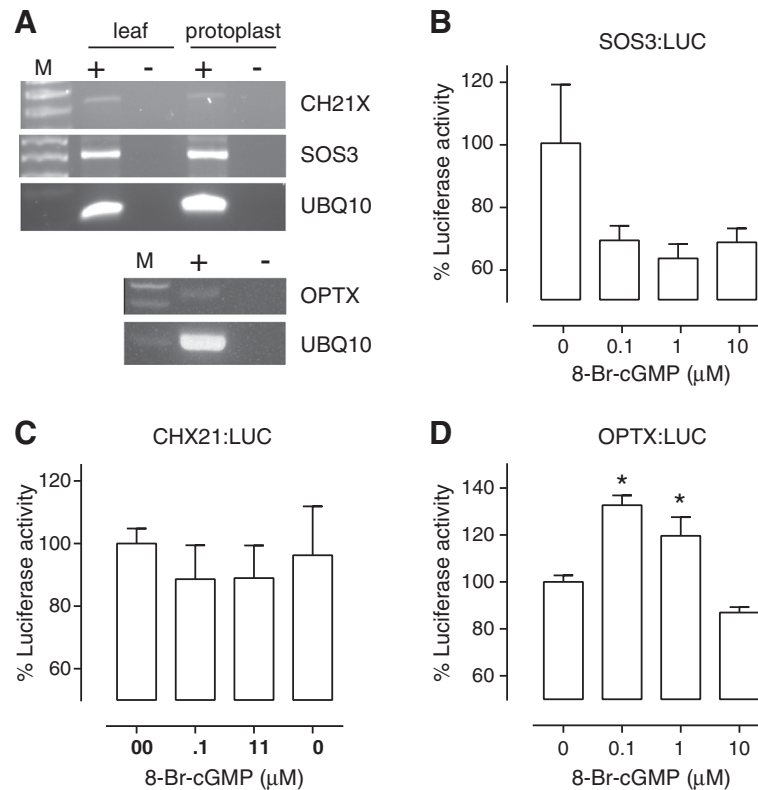 A
leaf protoplast
M + - + -
CH21X
SOS3
UBQ10
M + -
OPTX
UBQ10
B
SOS3:LUC
% Luciferase activity
120
100
80
60
0 0.1 1 10
8-Br-cGMP (μM)
C
CHX21:LUC
% Luciferase activity
120
100
80
60
00 .1 11 0
8-Br-cGMP (μM)
D
OPTX:LUC
% Luciferase activity
140
120
100
80
60
* *
0 0.1 1 10
8-Br-cGMP (μM)